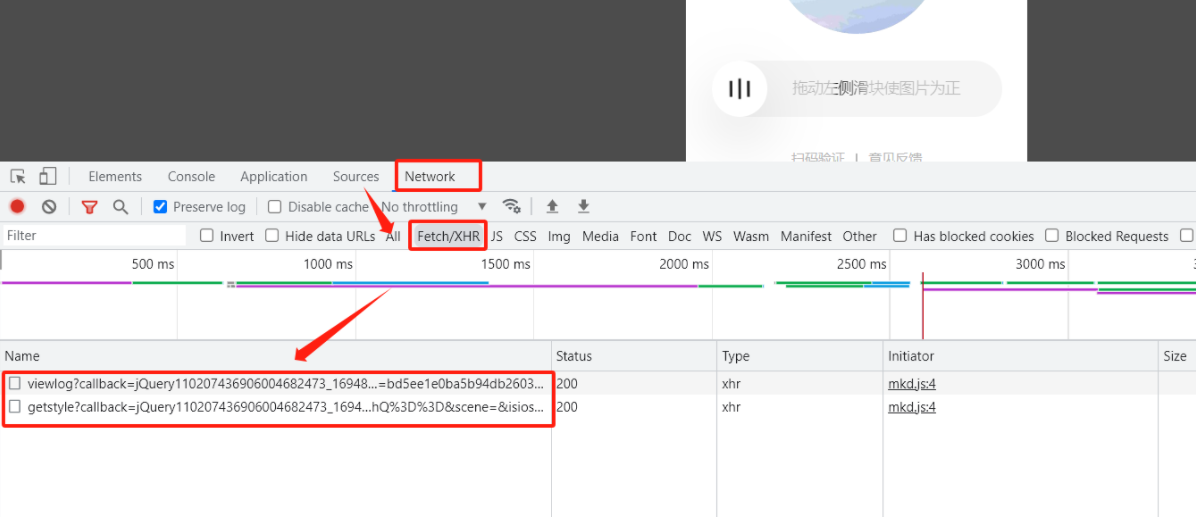 拖动左侧滑块使图片为正
扫码验证 | 意见反馈
Elements Console Application Sources Network
Preserve log Disable cache No throttling
Filter Invert Hide data URLs All Fetch/XHR JS CSS Img Media Font Doc WS Wasm Manifest Other Has blocked cookies Blocked Requests
500 ms 1000 ms 1500 ms 2000 ms 2500 ms 3000 ms
Name Status Type Initiator Size
viewlog?callback=jQuery110207436906004682473_16948...=bd5ee1e0ba5b94db2603... 200 xhr mkd.js:4
getstyle?callback=jQuery110207436906004682473_1694...hQ%3D%3D&scene=&isios... 200 xhr mkd.js:4